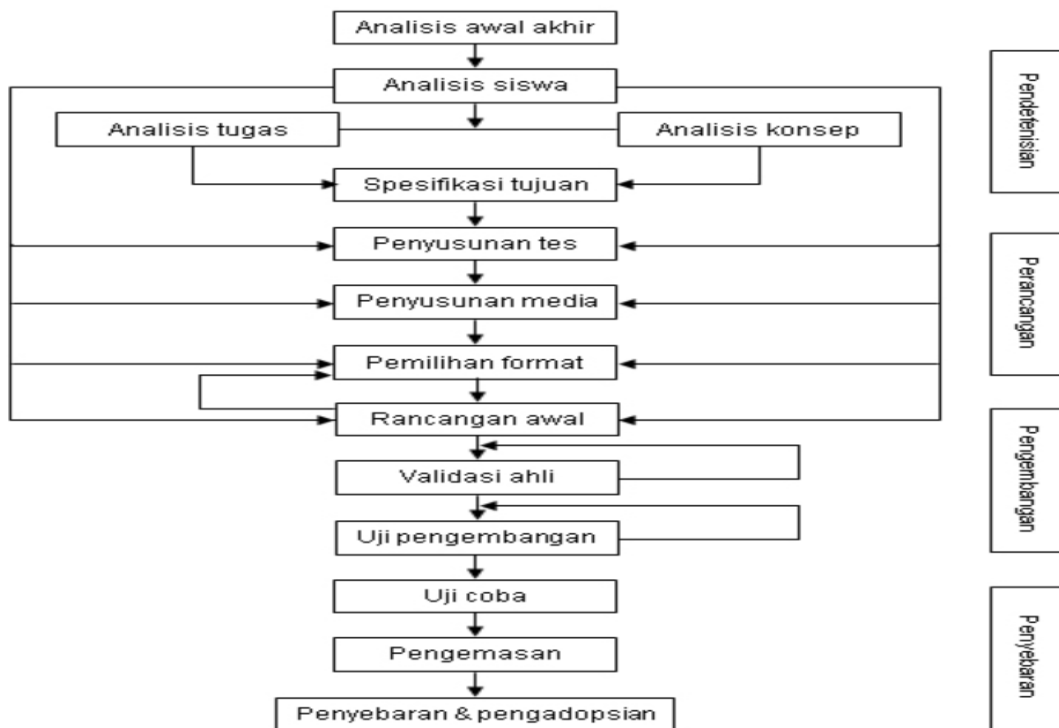 Analisis awal akhir
Analisis siswa
Analisis tugas
Analisis konsep
Spesifikasi tujuan
Penyusunan tes
Penyusunan media
Pemilihan format
Rancangan awal
Validasi ahli
Uji pengembangan
Uji coba
Pengemasan
Penyebaran & pengadopsian
Pendefenisian
Perancangan
Pengembangan
Penyebaran